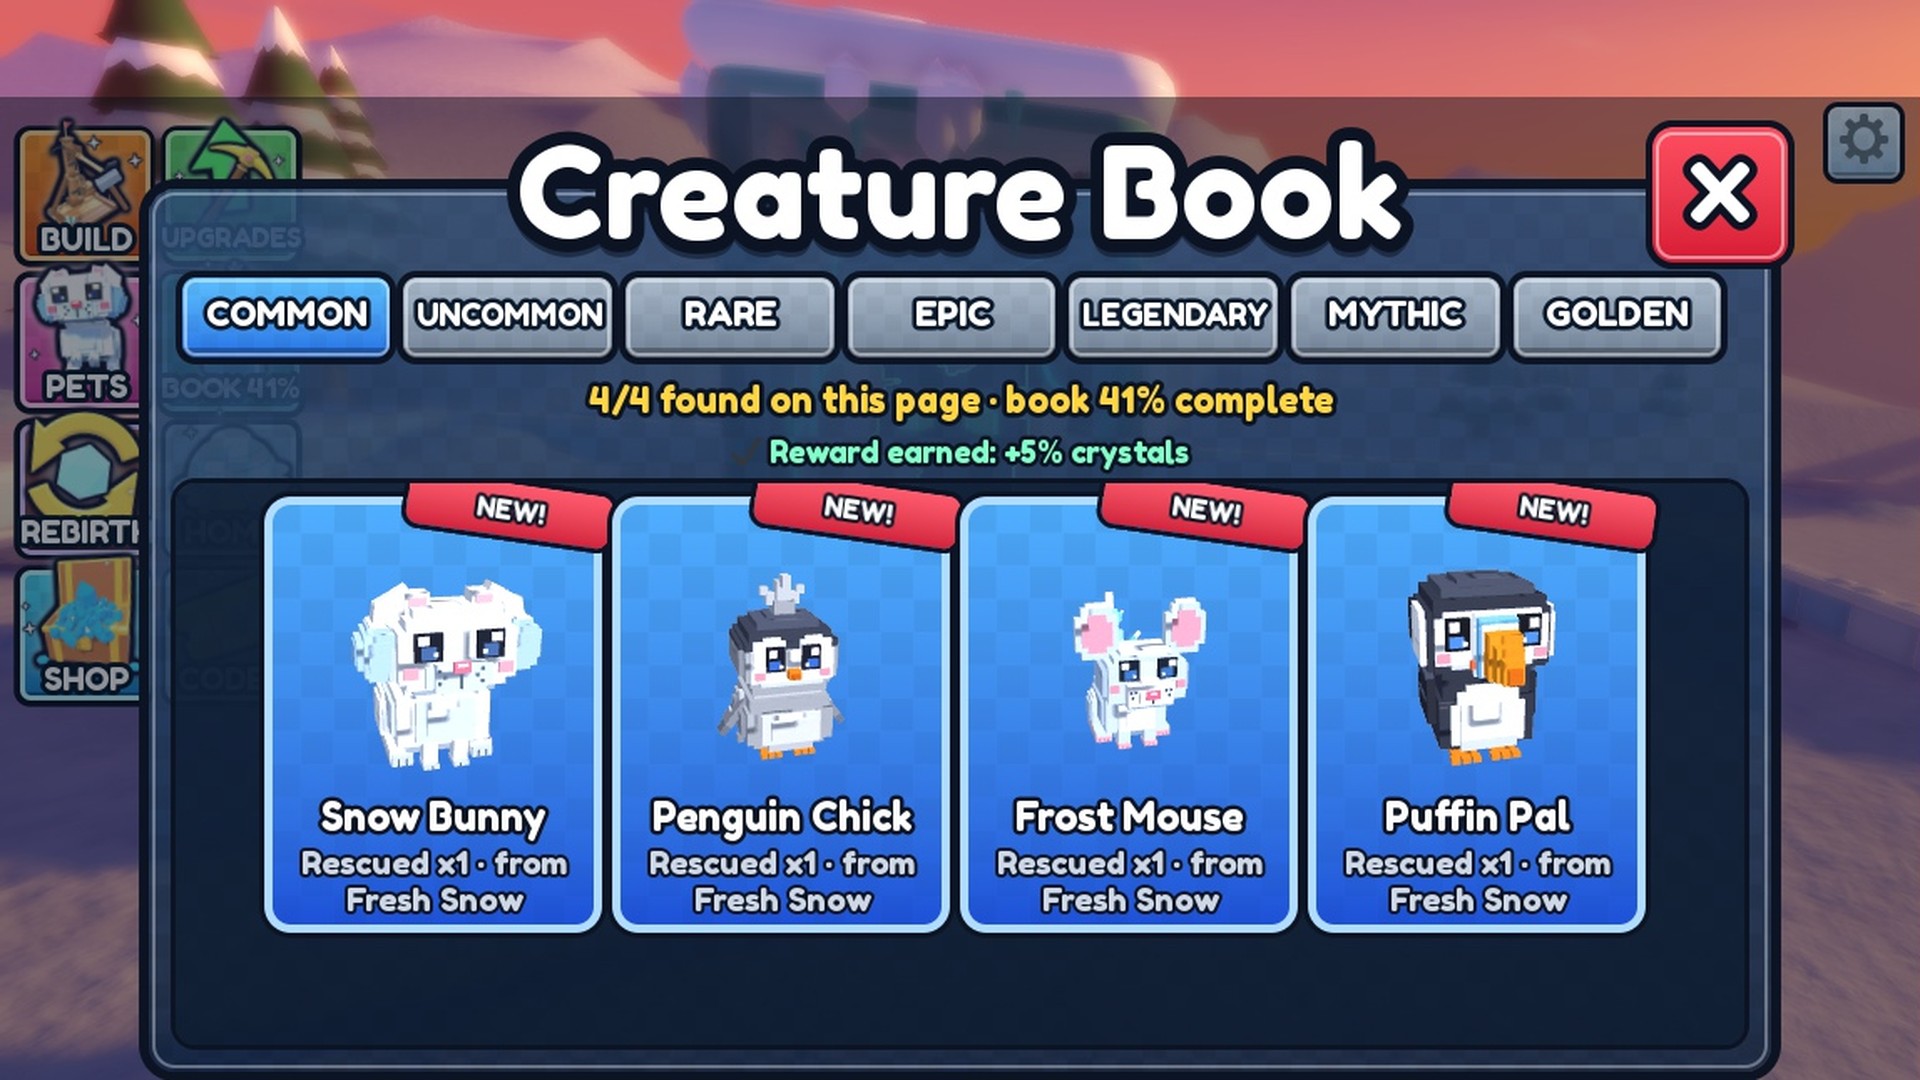 Creature Book
BUILD
UPGRADES
COMMON
UNCOMMON
RARE
EPIC
LEGENDARY
MYTHIC
GOLDEN
PETS
BOOK 41%
4/4 found on this page · book 41% complete
Reward earned: +5% crystals
REBIRTH
SHOP
NEW!
NEW!
NEW!
NEW!
Snow Bunny
Rescued x1 · from
Fresh Snow
Penguin Chick
Rescued x1 · from
Fresh Snow
Frost Mouse
Rescued x1 · from
Fresh Snow
Puffin Pal
Rescued x1 · from
Fresh Snow